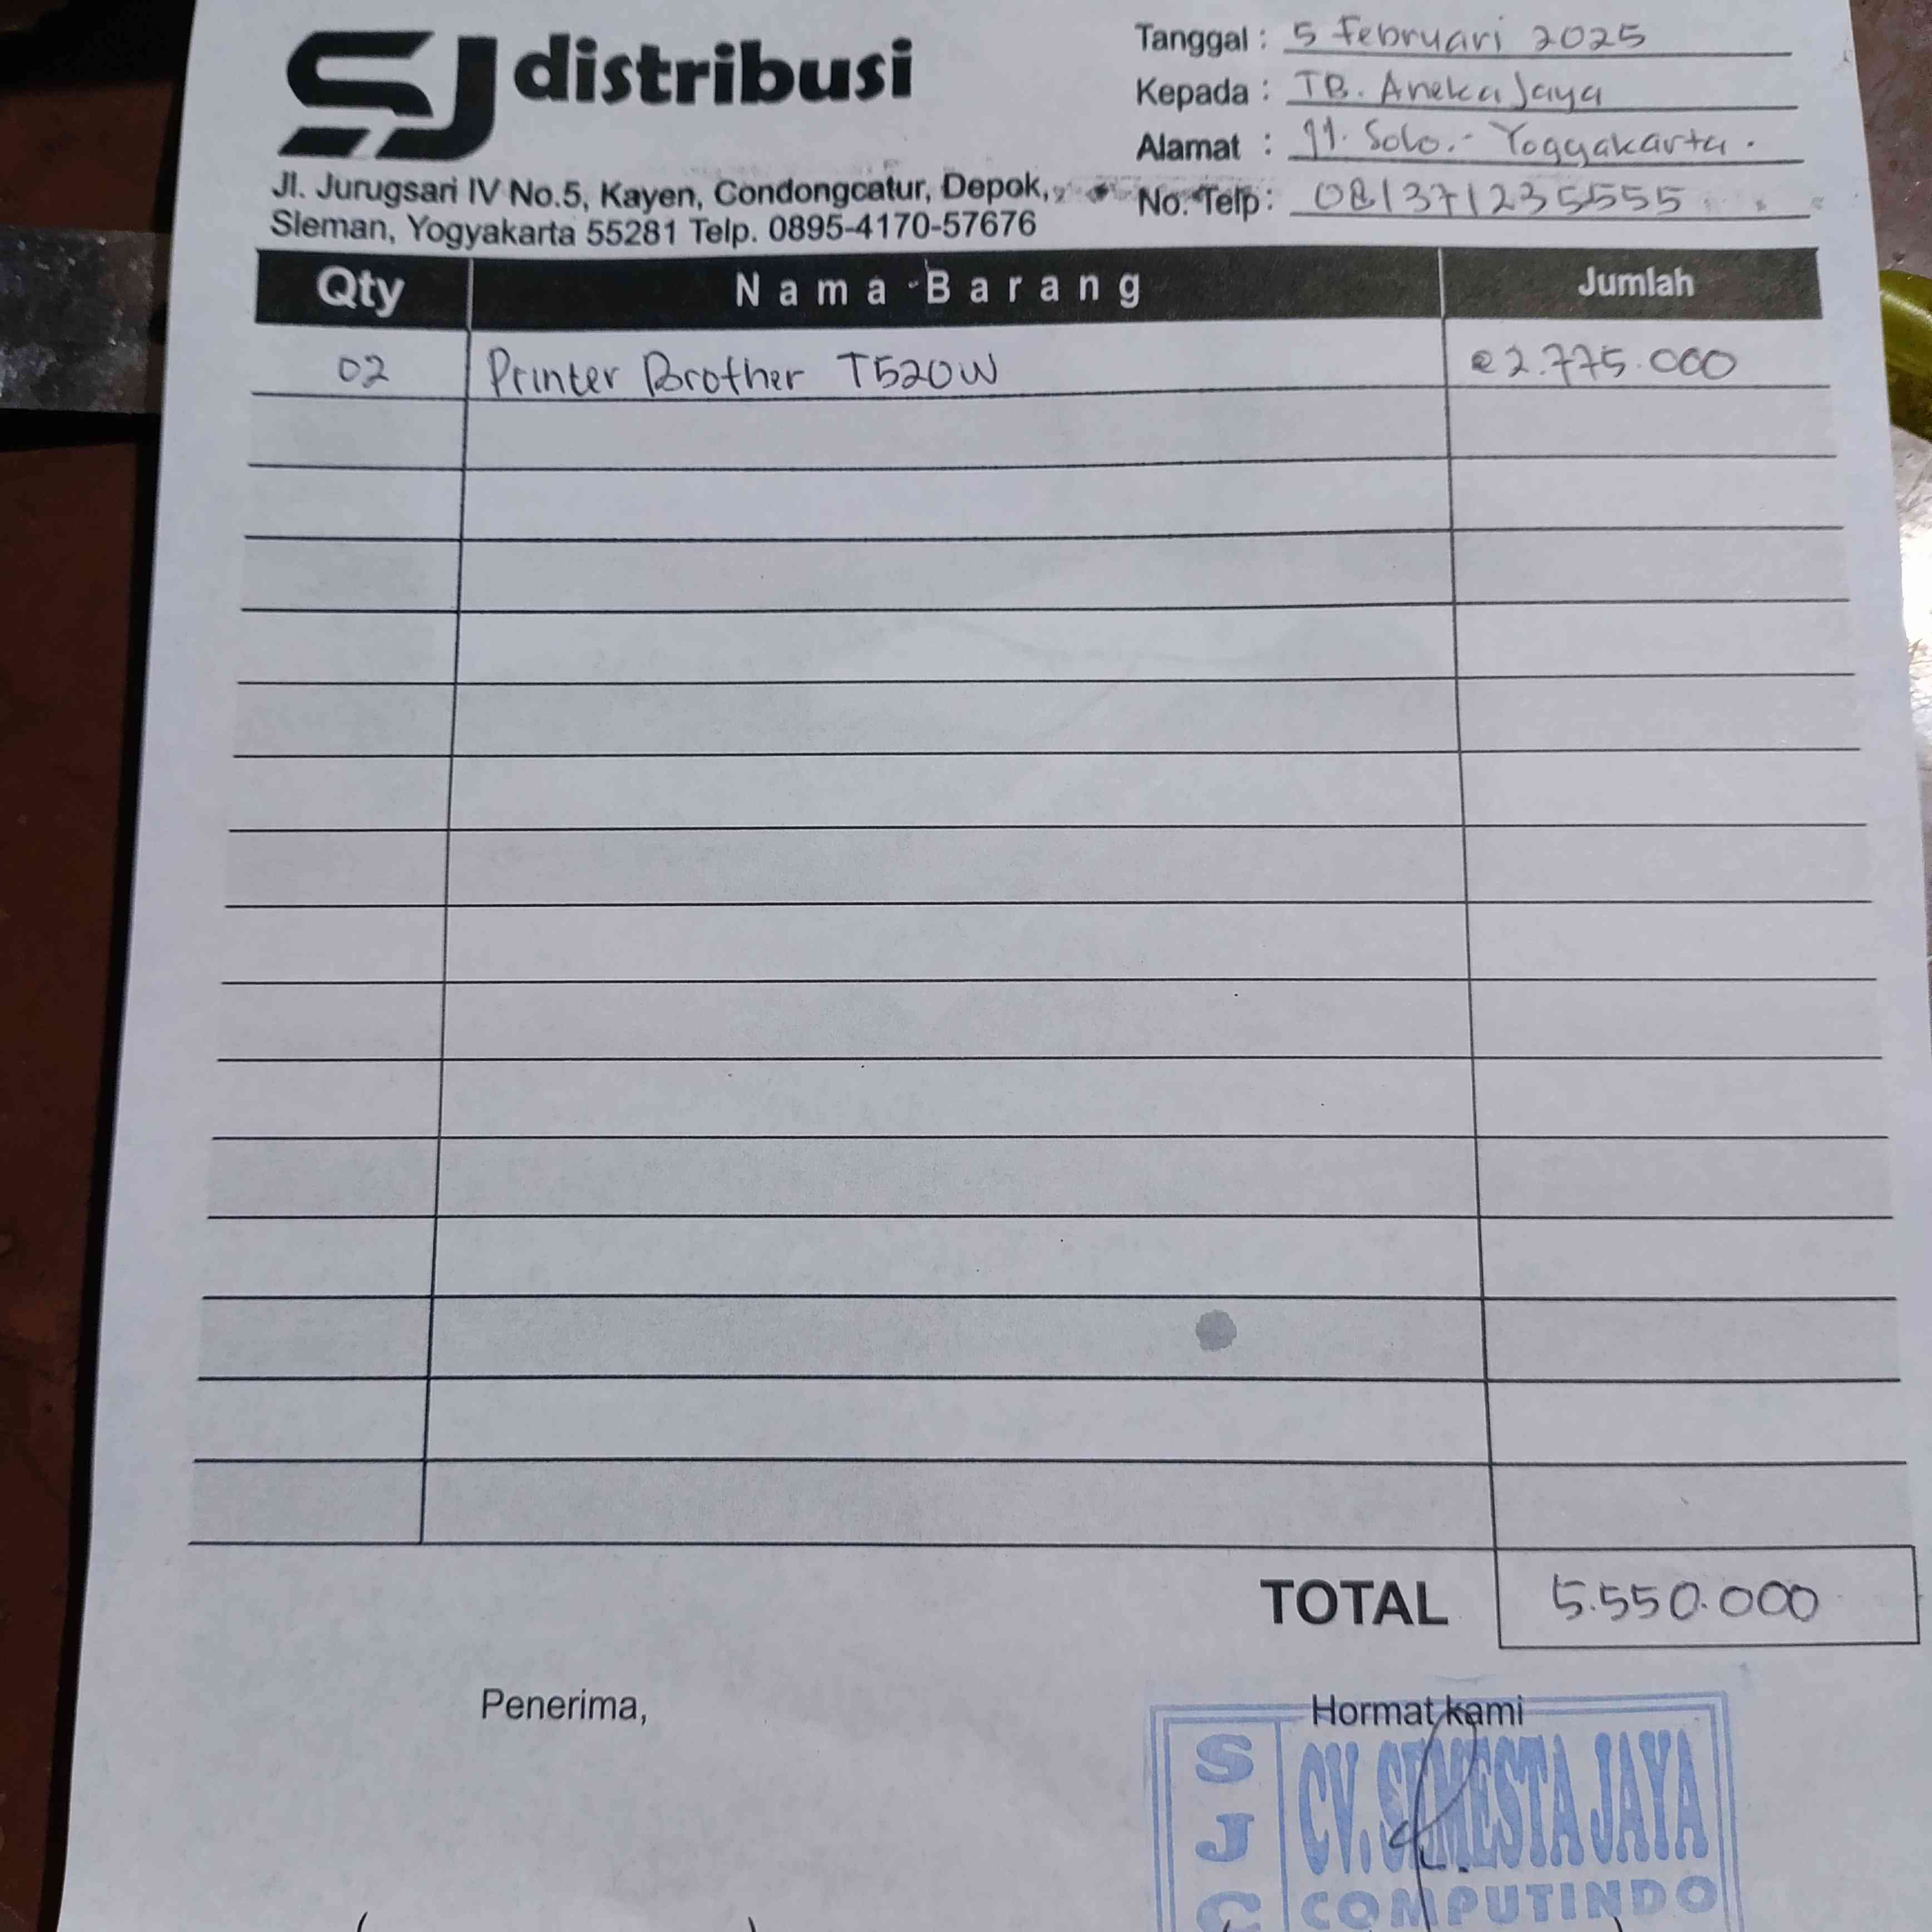 SJ distribusi
Jl. Jurugsari IV No.5, Kayen, Condongcatur, Depok,
Sleman, Yogyakarta 55281 Telp. 0895-4170-57676
Tanggal : 5 Februari 2025
Kepada : TB. Aneka Jaya
Alamat : Jl. Solo - Yogyakarta.
No. Telp : 081371235555
Qty Nama Barang Jumlah
02 Printer Brother T520W @ 2.775.000
TOTAL 5.550.000
Penerima, Hormat kami
SJC
CV. SEMESTA JAYA
COMPUTINDO